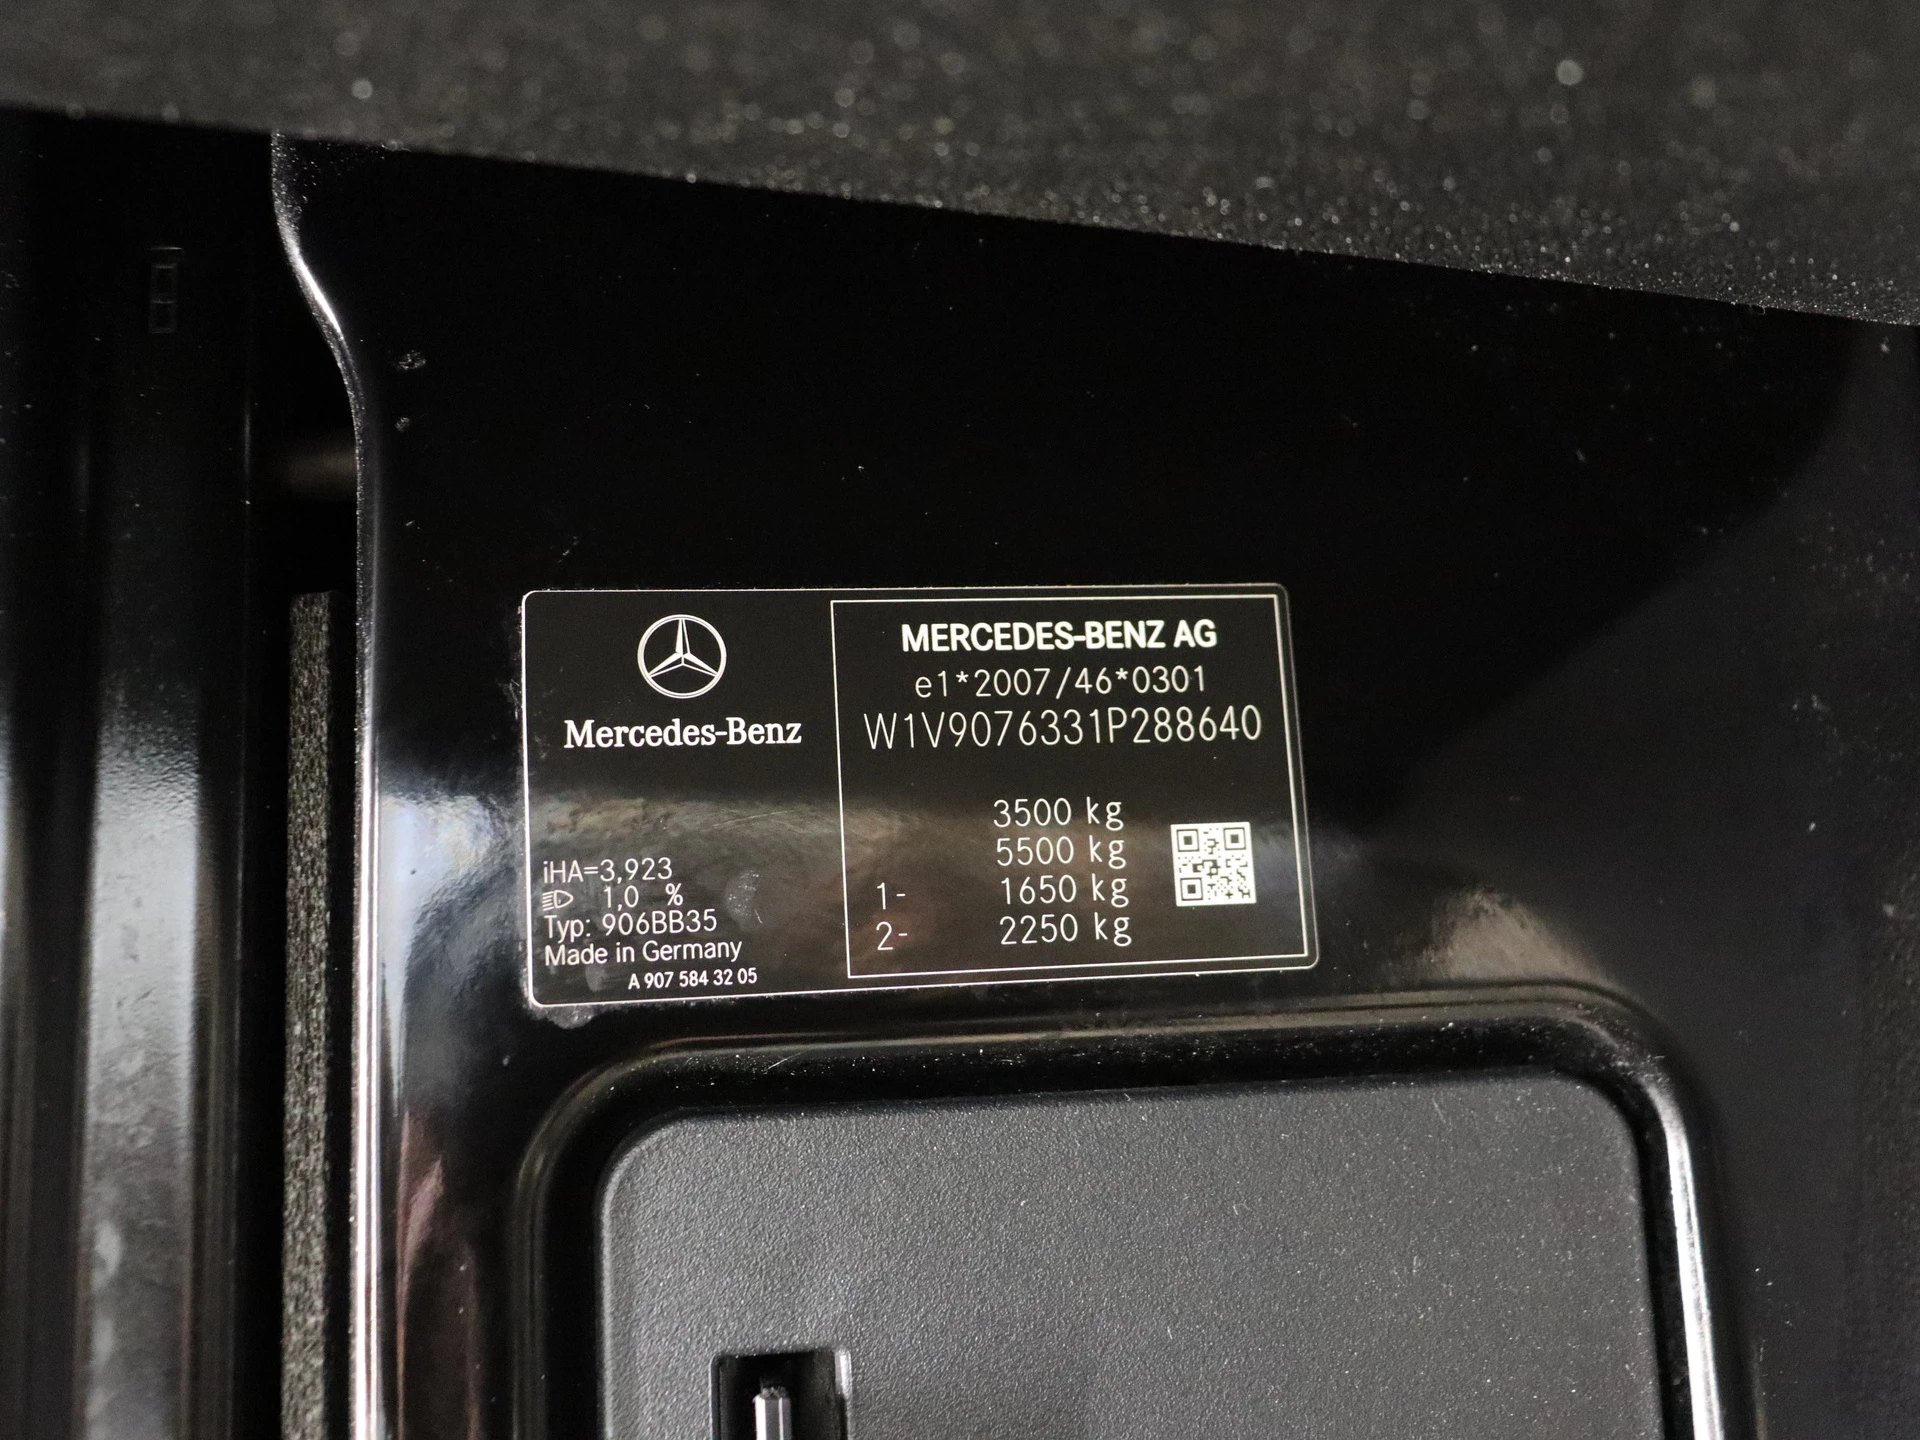 Mercedes-Benz
iHA=3,923
1,0 %
Typ: 906BB35
Made in Germany
A 907 584 32 05
MERCEDES-BENZ AG
e1*2007/46*0301
W1V9076331P288640
3500 kg
5500 kg
1- 1650 kg
2- 2250 kg